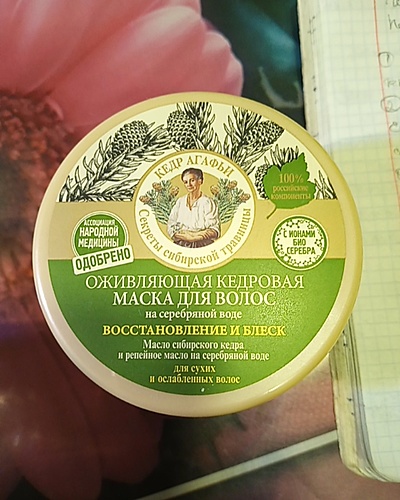 КЕДР АГАФЬИ
Секреты сибирской травницы
100%
российские
компоненты
АССОЦИАЦИЯ
НАРОДНОЙ
МЕДИЦИНЫ
ОДОБРЕНО
С ИОНАМИ
БИО
СЕРЕБРА
ОЖИВЛЯЮЩАЯ КЕДРОВАЯ
МАСКА ДЛЯ ВОЛОС
на серебряной воде
ВОССТАНОВЛЕНИЕ И БЛЕСК
Масло сибирского кедра
и репейное масло на серебряной воде
для сухих
и ослабленных волос